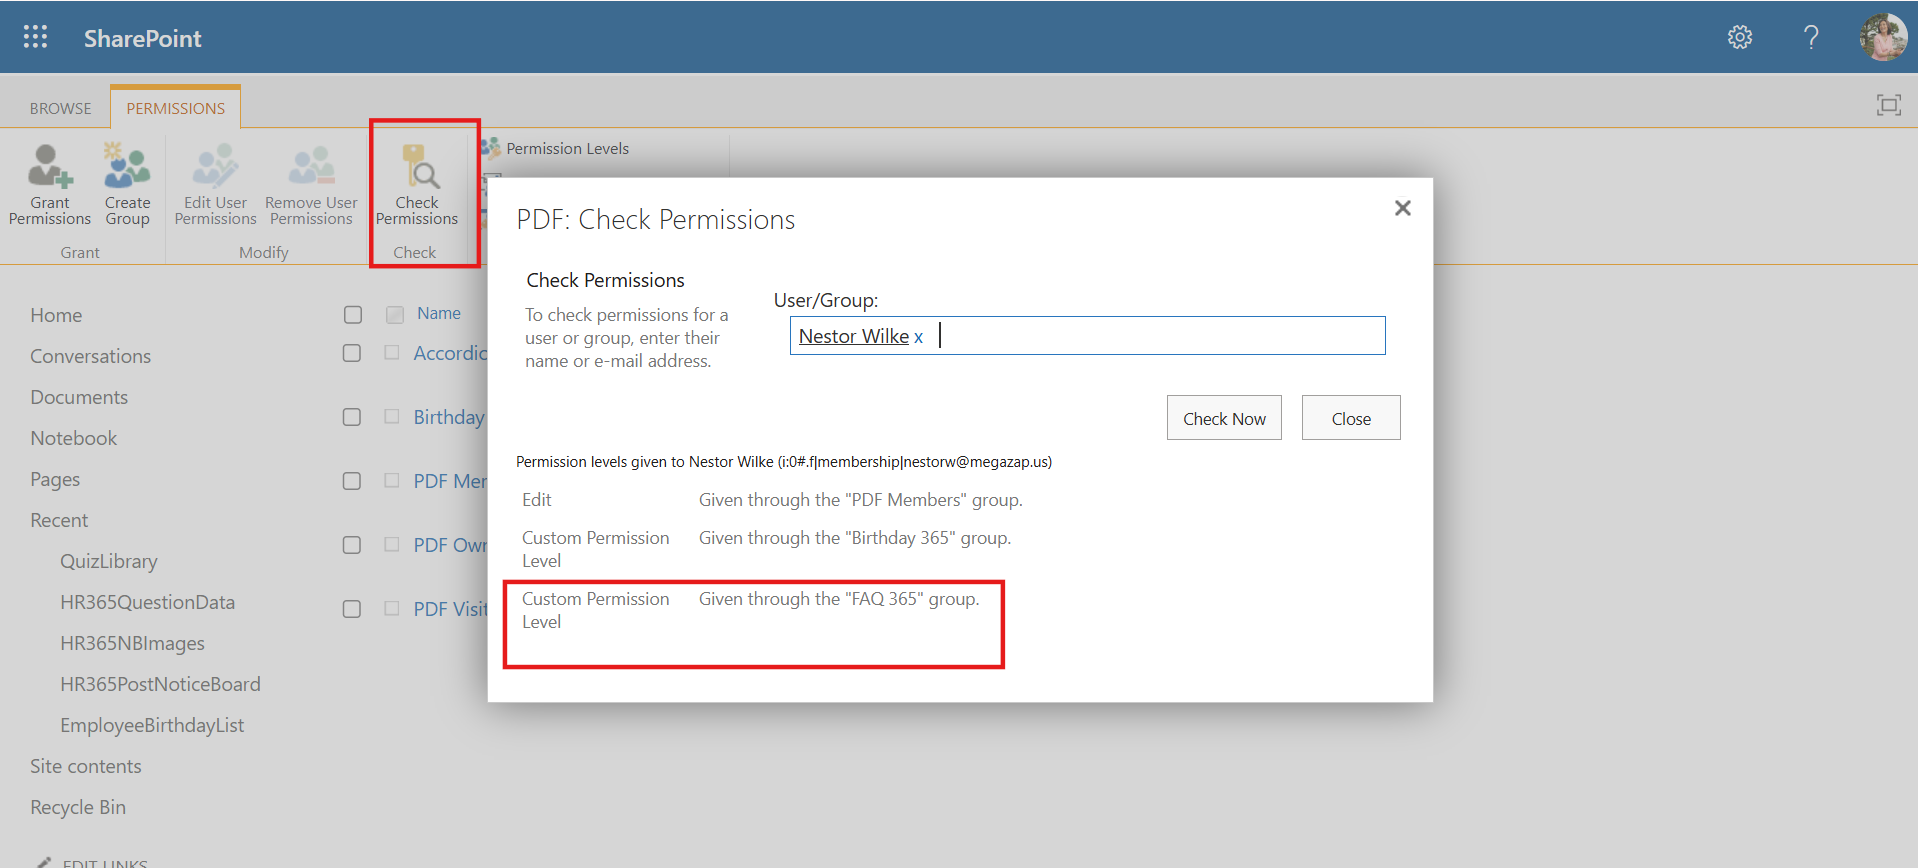 SharePoint
?
BROWSE
PERMISSIONS
Grant
Permissions
Create
Group
Grant
Edit User
Permissions
Remove User
Permissions
Modify
Check
Permissions
Check
Permission Levels
Home
Conversations
Documents
Notebook
Pages
Recent
QuizLibrary
HR365QuestionData
HR365NBImages
HR365PostNoticeBoard
EmployeeBirthdayList
Site contents
Recycle Bin
EDIT LINKS
Name
Accordic
Birthday
PDF Mer
PDF Owr
PDF Visit
PDF: Check Permissions
Check Permissions
To check permissions for a
user or group, enter their
name or e-mail address.
User/Group:
Nestor Wilke x
Check Now
Close
Permission levels given to Nestor Wilke (i:0#.f|membership|nestorw@megazap.us)
Edit Given through the "PDF Members" group.
Custom Permission Given through the "Birthday 365" group.
Level
Custom Permission Given through the "FAQ 365" group.
Level